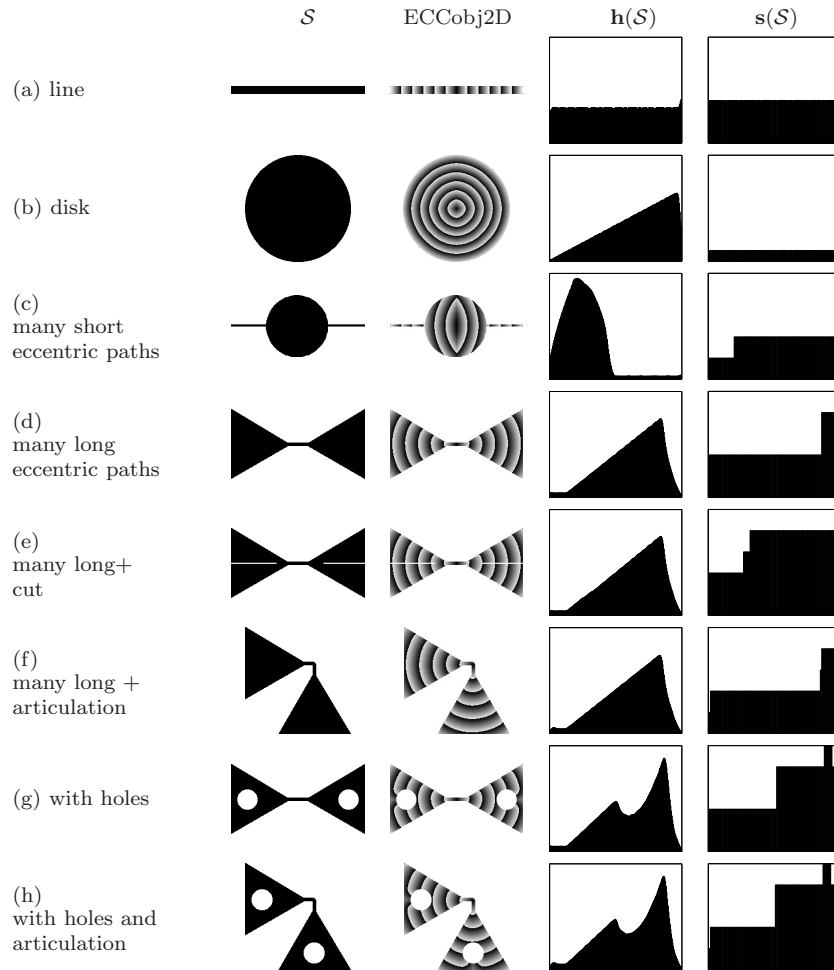 S ECCobj2D h(S) s(S)
(a) line
(b) disk
(c)
many short
eccentric paths
(d)
many long
eccentric paths
(e)
many long+
cut
(f)
many long +
articulation
(g) with holes
(h)
with holes and
articulation